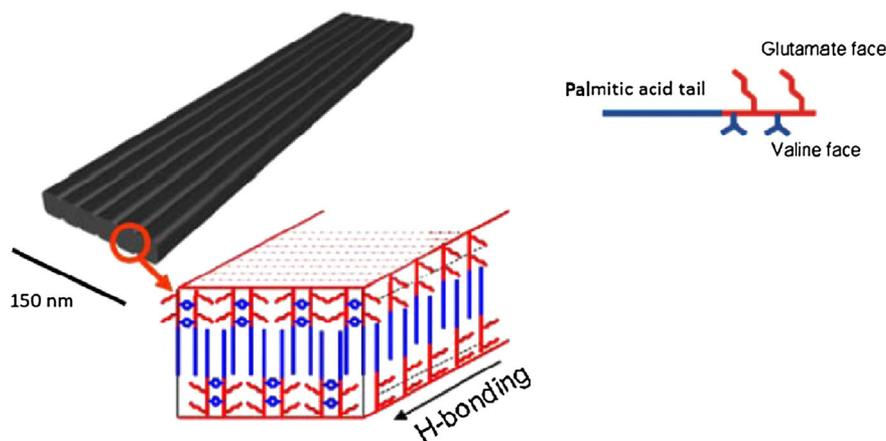 Glutamate face
Palmitic acid tail
Valine face
150 nm
H-bonding